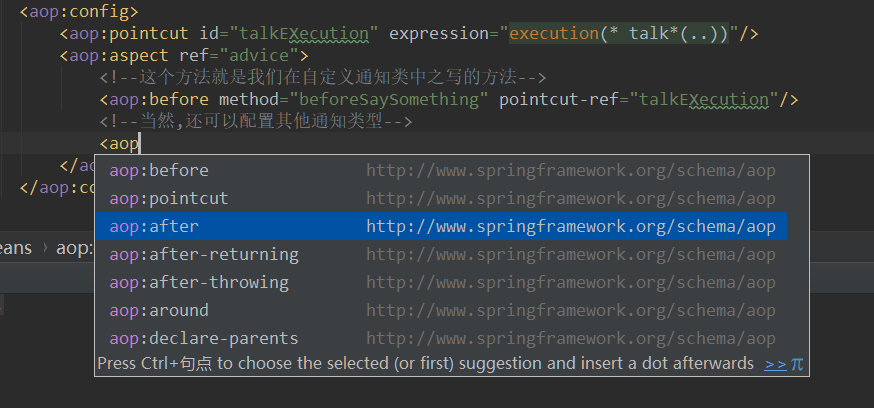 <aop:config>
<aop:pointcut id="talkEXecution" expression="execution(* talk*(..))"/>
<aop:aspect ref="advice">
<!--这个方法就是我们在自定义通知类中之写的方法-->
<aop:before method="beforeSaySomething" pointcut-ref="talkEXecution"/>
<!--当然,还可以配置其他通知类型-->
<aop
aop:before http://www.springframework.org/schema/aop
aop:pointcut http://www.springframework.org/schema/aop
aop:after http://www.springframework.org/schema/aop
aop:after-returning http://www.springframework.org/schema/aop
aop:after-throwing http://www.springframework.org/schema/aop
aop:around http://www.springframework.org/schema/aop
aop:declare-parents http://www.springframework.org/schema/aop
Press Ctrl+句点 to choose the selected (or first) suggestion and insert a dot afterwards >> π
</a
</aop:co
eans › aop: